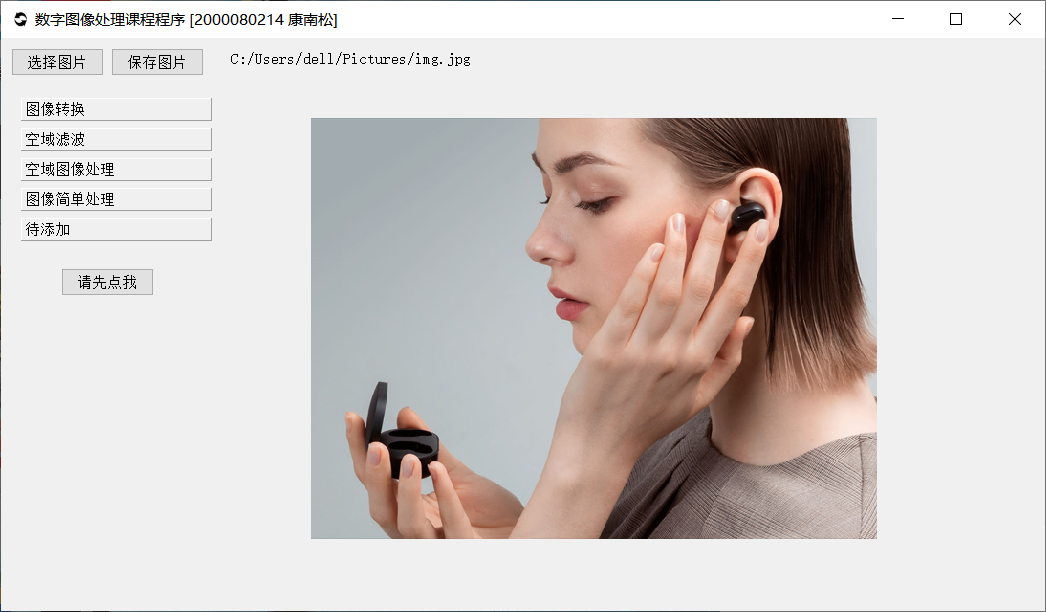 数字图像处理课程程序 [2000080214 康南松]
选择图片 保存图片 C:/Users/dell/Pictures/img.jpg
图像转换
空域滤波
空域图像处理
图像简单处理
待添加
请先点我